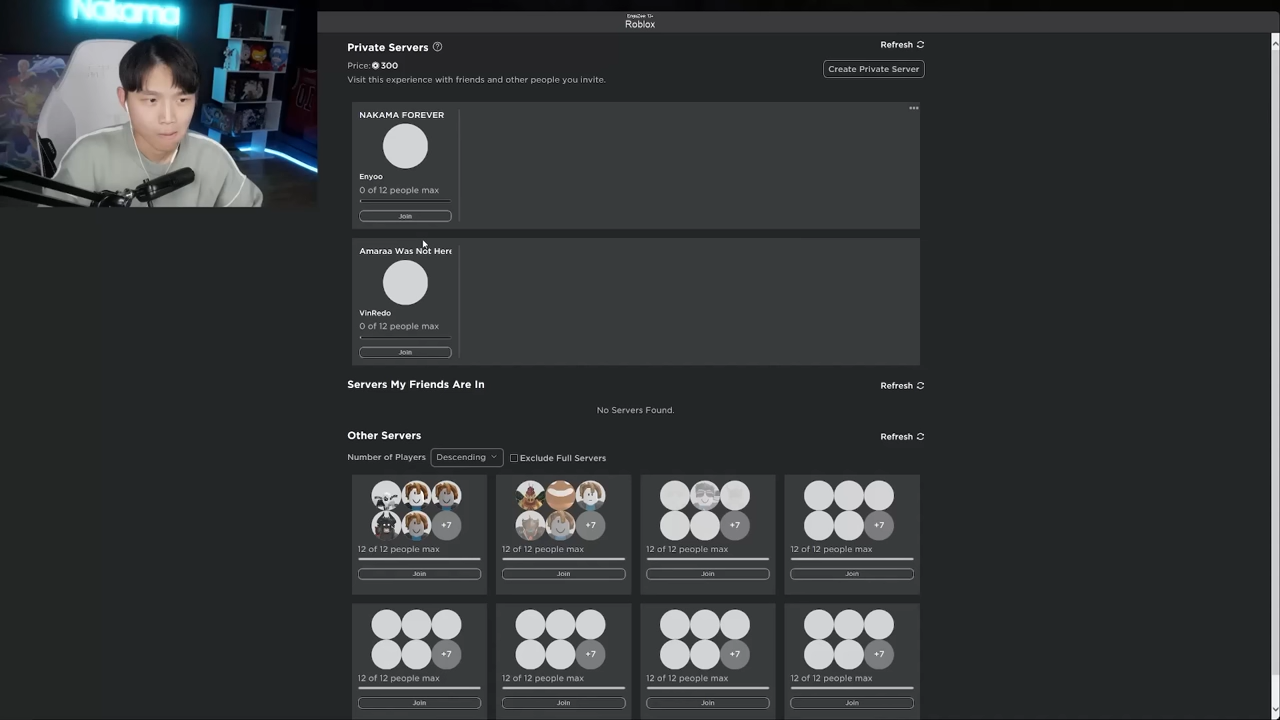 Nakama
Roblox
Private Servers
Refresh
Price: 300
Create Private Server
Visit this experience with friends and other people you invite.
NAKAMA FOREVER
Enyoo
0 of 12 people max
Join
Amaraa Was Not Here
VinRedo
0 of 12 people max
Join
Servers My Friends Are In
Refresh
No Servers Found.
Other Servers
Refresh
Number of Players
Descending
Exclude Full Servers
+7
+7
+7
+7
12 of 12 people max
12 of 12 people max
12 of 12 people max
12 of 12 people max
Join
Join
Join
Join
+7
+7
+7
+7
12 of 12 people max
12 of 12 people max
12 of 12 people max
12 of 12 people max
Join
Join
Join
Join